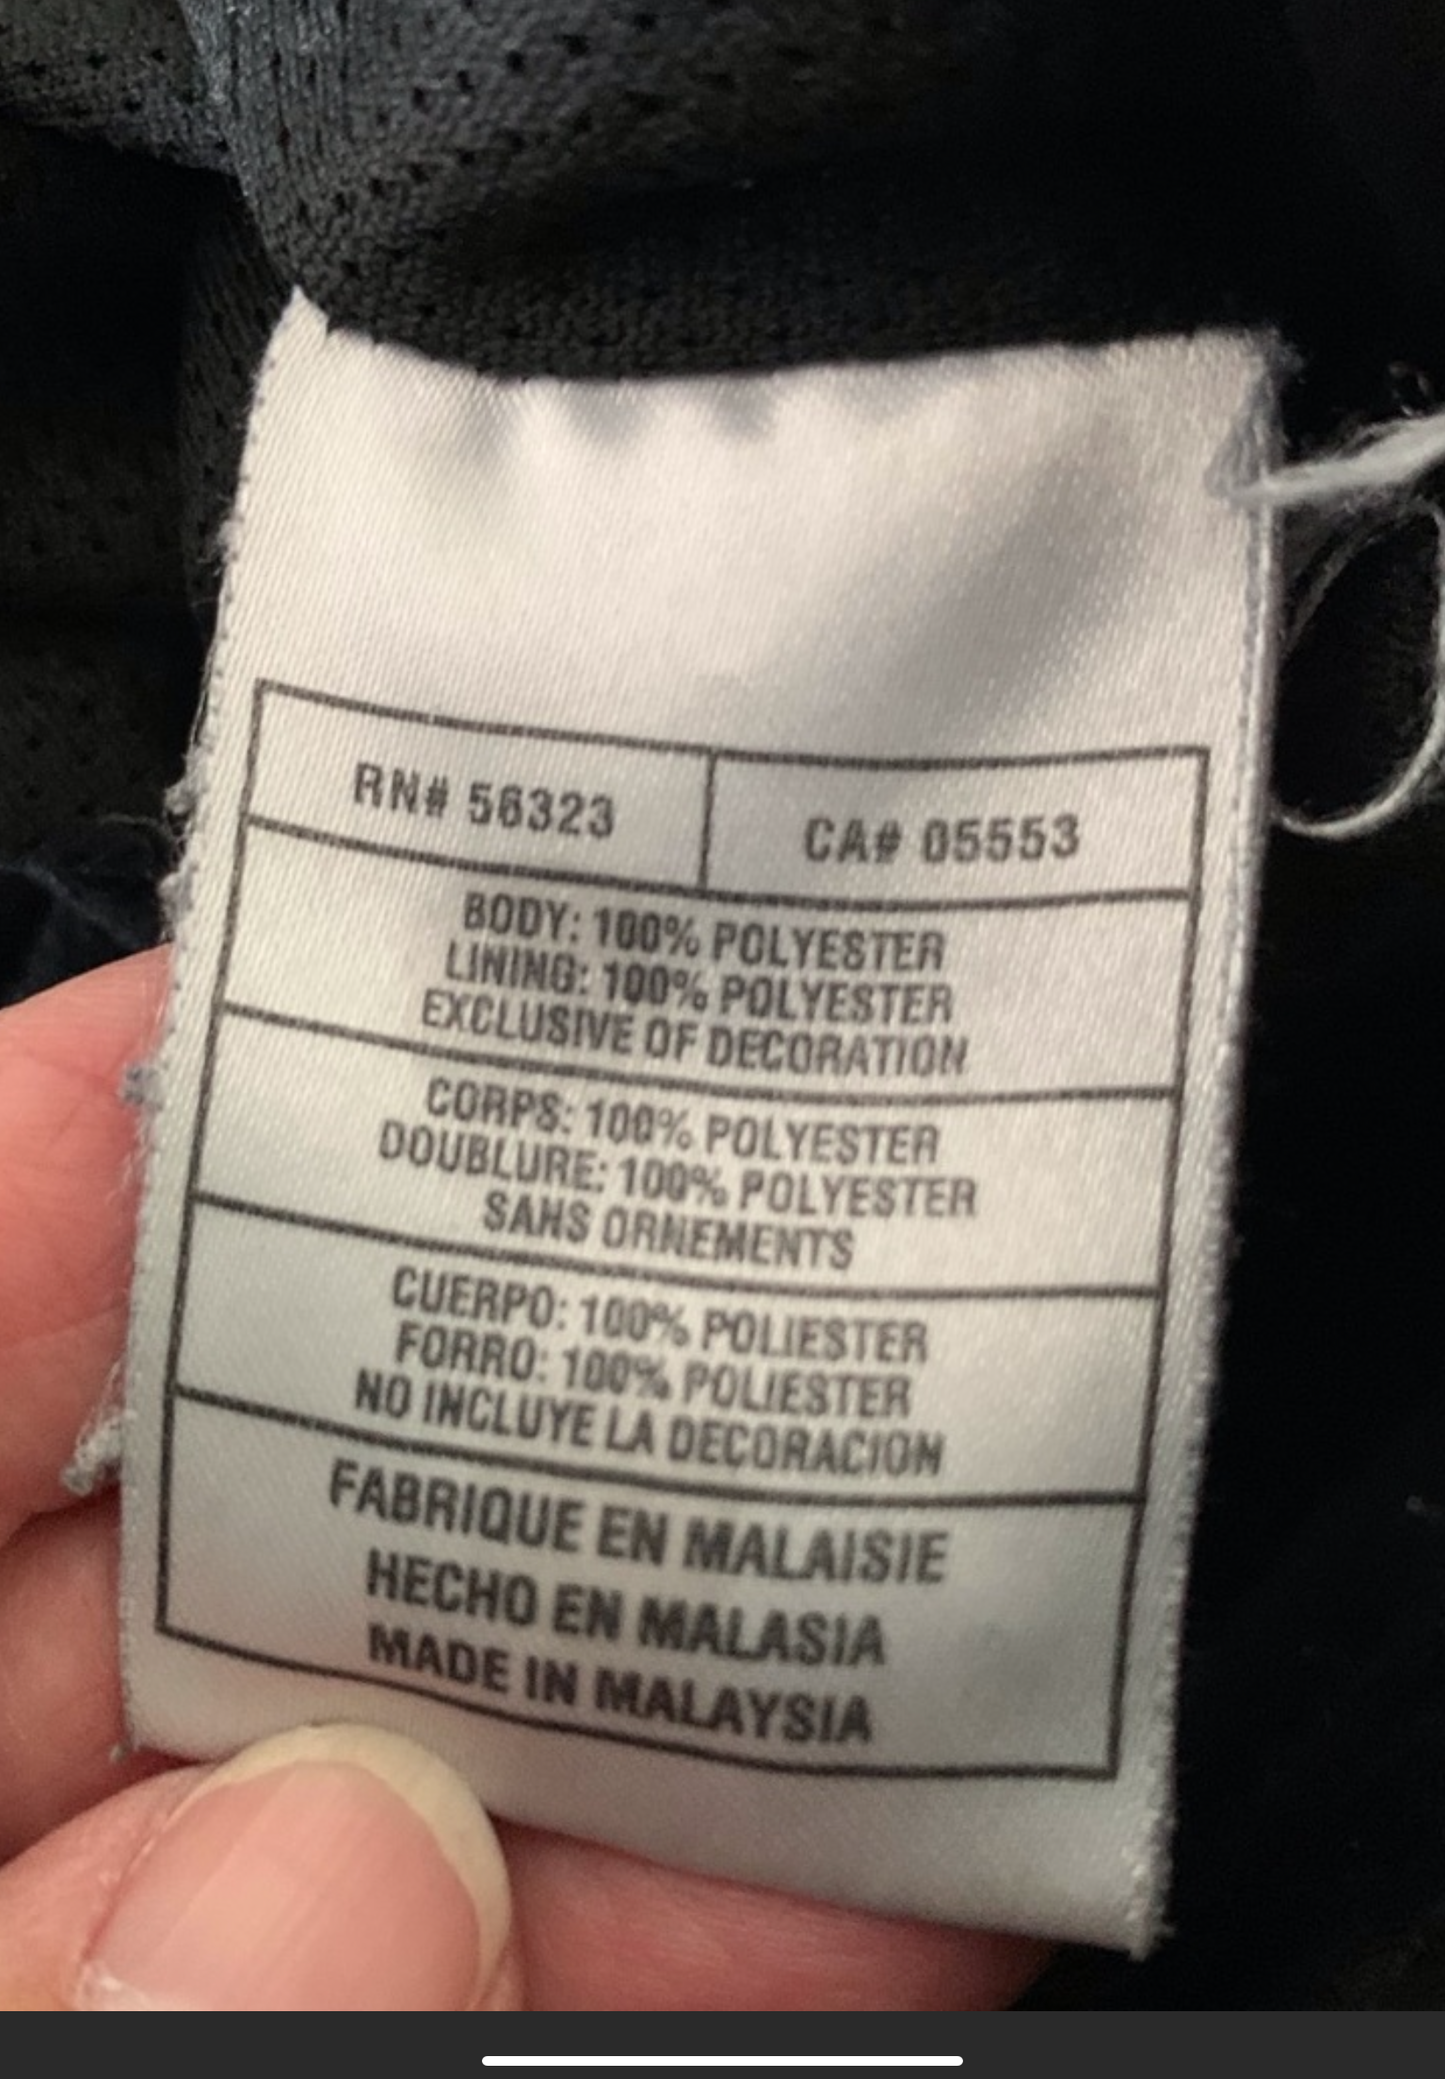 RN# 56323
CA# 05553
BODY: 100% POLYESTER
LINING: 100% POLYESTER
EXCLUSIVE OF DECORATION
CORPS: 100% POLYESTER
DOUBLURE: 100% POLYESTER
SANS ORNEMENTS
CUERPO: 100% POLIESTER
FORRO: 100% POLIESTER
NO INCLUYE LA DECORACION
FABRIQUE EN MALAISIE
HECHO EN MALASIA
MADE IN MALAYSIA